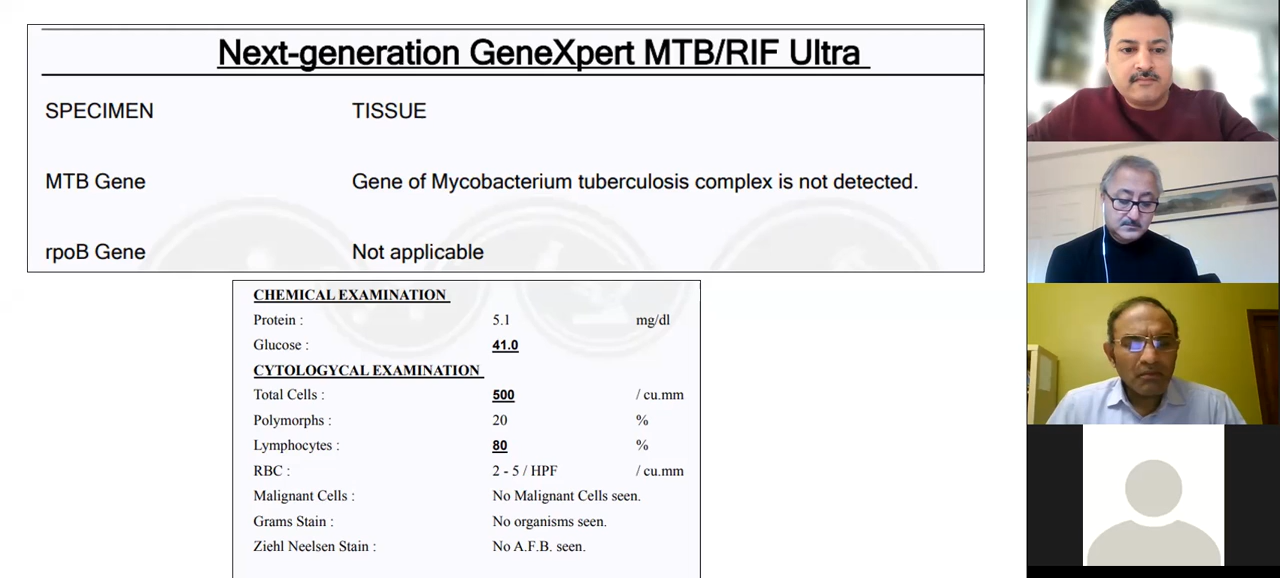 Next-generation GeneXpert MTB/RIF Ultra
SPECIMEN TISSUE
MTB Gene Gene of Mycobacterium tuberculosis complex is not detected.
rpoB Gene Not applicable
CHEMICAL EXAMINATION
Protein : 5.1 mg/dl
Glucose : 41.0
CYTOLOGYCAL EXAMINATION
Total Cells : 500 / cu.mm
Polymorphs : 20 %
Lymphocytes : 80 %
RBC : 2 - 5 / HPF / cu.mm
Malignant Cells : No Malignant Cells seen.
Grams Stain : No organisms seen.
Ziehl Neelsen Stain : No A.F.B. seen.